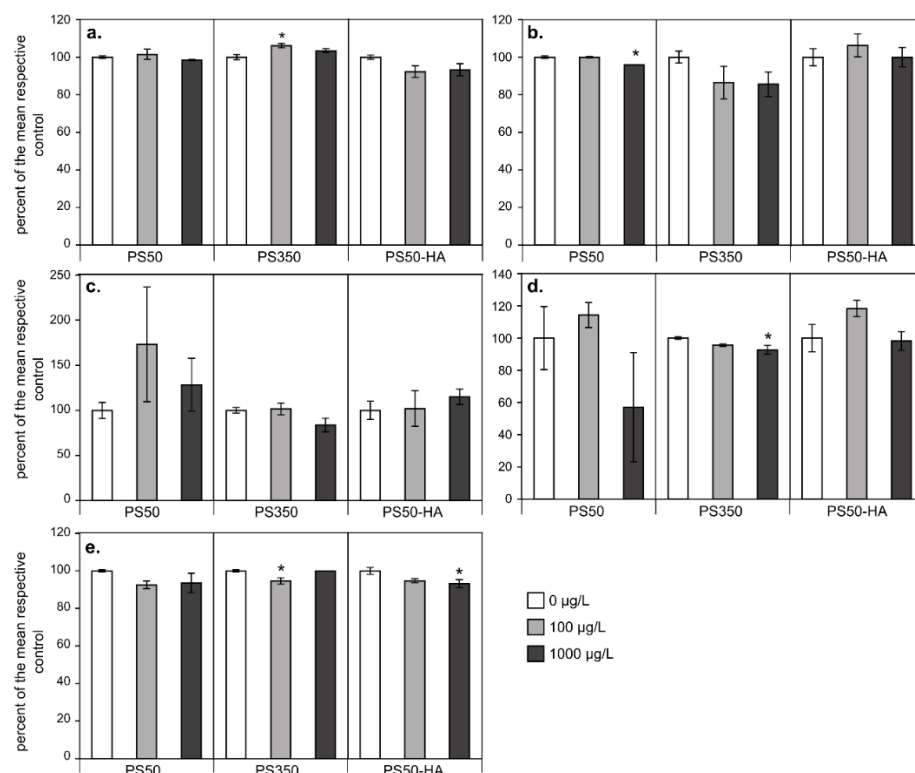 a.
*
120
100
80
60
40
20
0
percent of the mean respective
control
PS50
PS350
PS50-HA
b.
*
120
100
80
60
40
20
0
PS50
PS350
PS50-HA
c.
250
200
150
100
50
0
percent of the mean respective
control
PS50
PS350
PS50-HA
d.
*
140
120
100
80
60
40
20
0
PS50
PS350
PS50-HA
e.
*
*
120
100
80
60
40
20
0
percent of the mean respective
control
PS50
PS350
PS50-HA
0 µg/L
100 µg/L
1000 µg/L